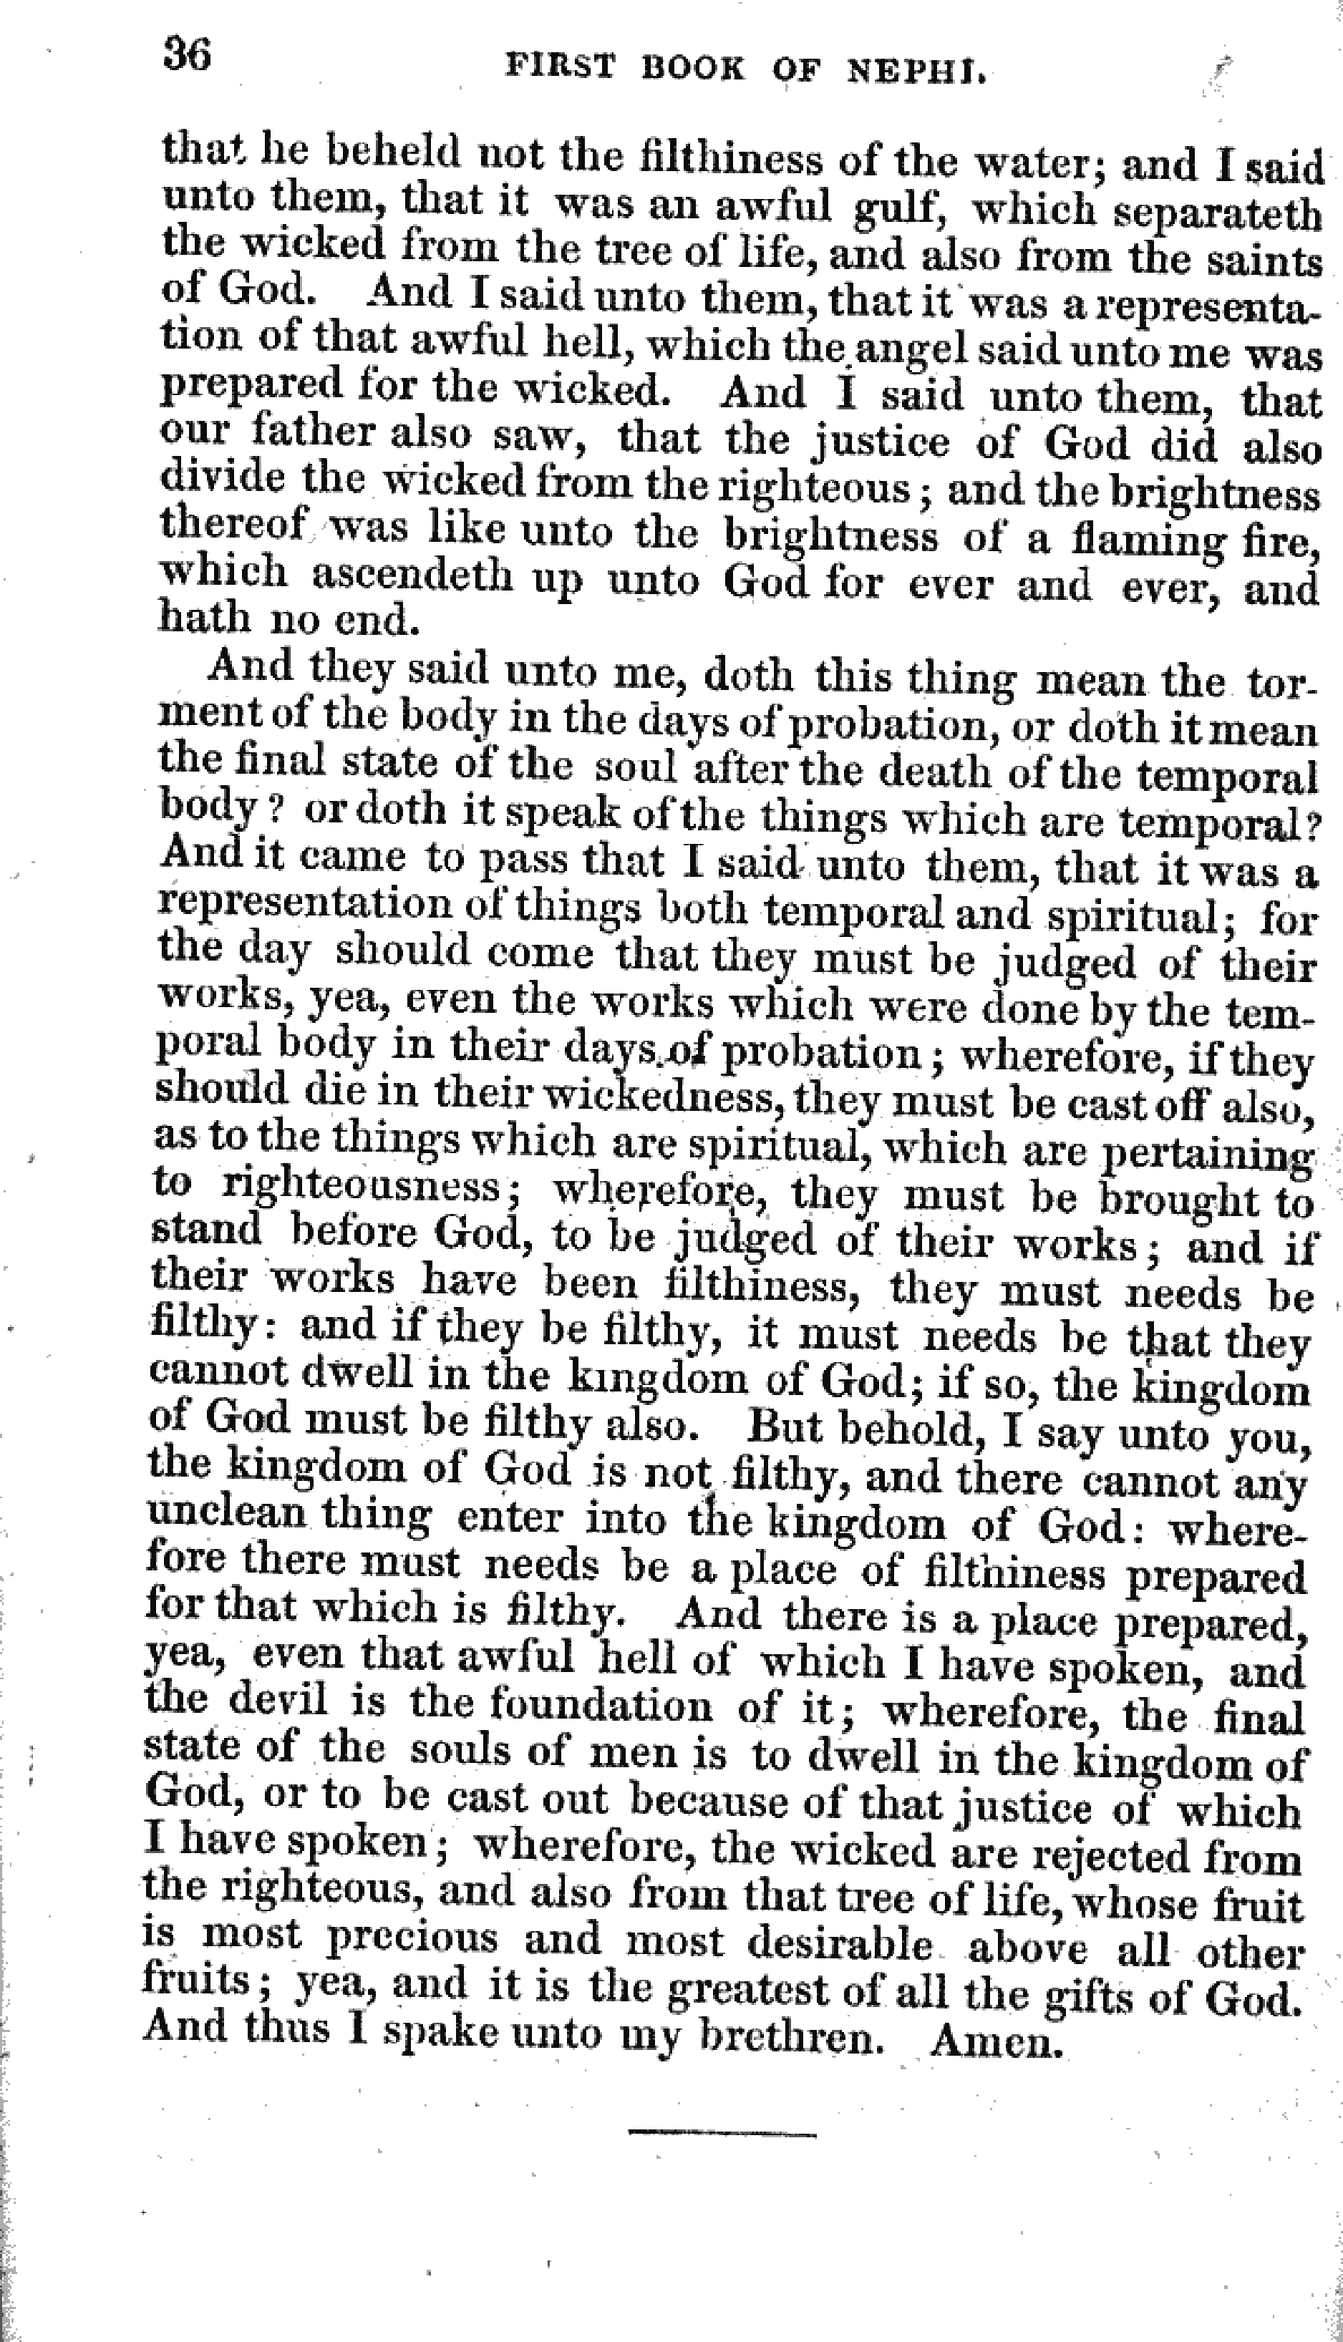 36 FIRST BOOK OF NEPHI.
that he beheld not the filthiness of the water; and I said
unto them, that it was an awful gulf, which separateth
the wicked from the tree of life, and also from the saints
of God. And I said unto them, that it was a representa-
tion of that awful hell, which the angel said unto me was
prepared for the wicked. And I said unto them, that
our father also saw, that the justice of God did also
divide the wicked from the righteous; and the brightness
thereof was like unto the brightness of a flaming fire,
which ascendeth up unto God for ever and ever, and
hath no end.
And they said unto me, doth this thing mean the tor-
ment of the body in the days of probation, or doth it mean
the final state of the soul after the death of the temporal
body? or doth it speak of the things which are temporal?
And it came to pass that I said unto them, that it was a
representation of things both temporal and spiritual; for
the day should come that they must be judged of their
works, yea, even the works which were done by the tem-
poral body in their days of probation; wherefore, if they
should die in their wickedness, they must be cast off also,
as to the things which are spiritual, which are pertaining
to righteousness; wherefore, they must be brought to
stand before God, to be judged of their works; and if
their works have been filthiness, they must needs be
filthy: and if they be filthy, it must needs be that they
cannot dwell in the kingdom of God; if so, the kingdom
of God must be filthy also. But behold, I say unto you,
the kingdom of God is not filthy, and there cannot any
unclean thing enter into the kingdom of God: where-
fore there must needs be a place of filthiness prepared
for that which is filthy. And there is a place prepared,
yea, even that awful hell of which I have spoken, and
the devil is the foundation of it; wherefore, the final
state of the souls of men is to dwell in the kingdom of
God, or to be cast out because of that justice of which
I have spoken; wherefore, the wicked are rejected from
the righteous, and also from that tree of life, whose fruit
is most precious and most desirable above all other
fruits; yea, and it is the greatest of all the gifts of God.
And thus I spake unto my brethren. Amen.